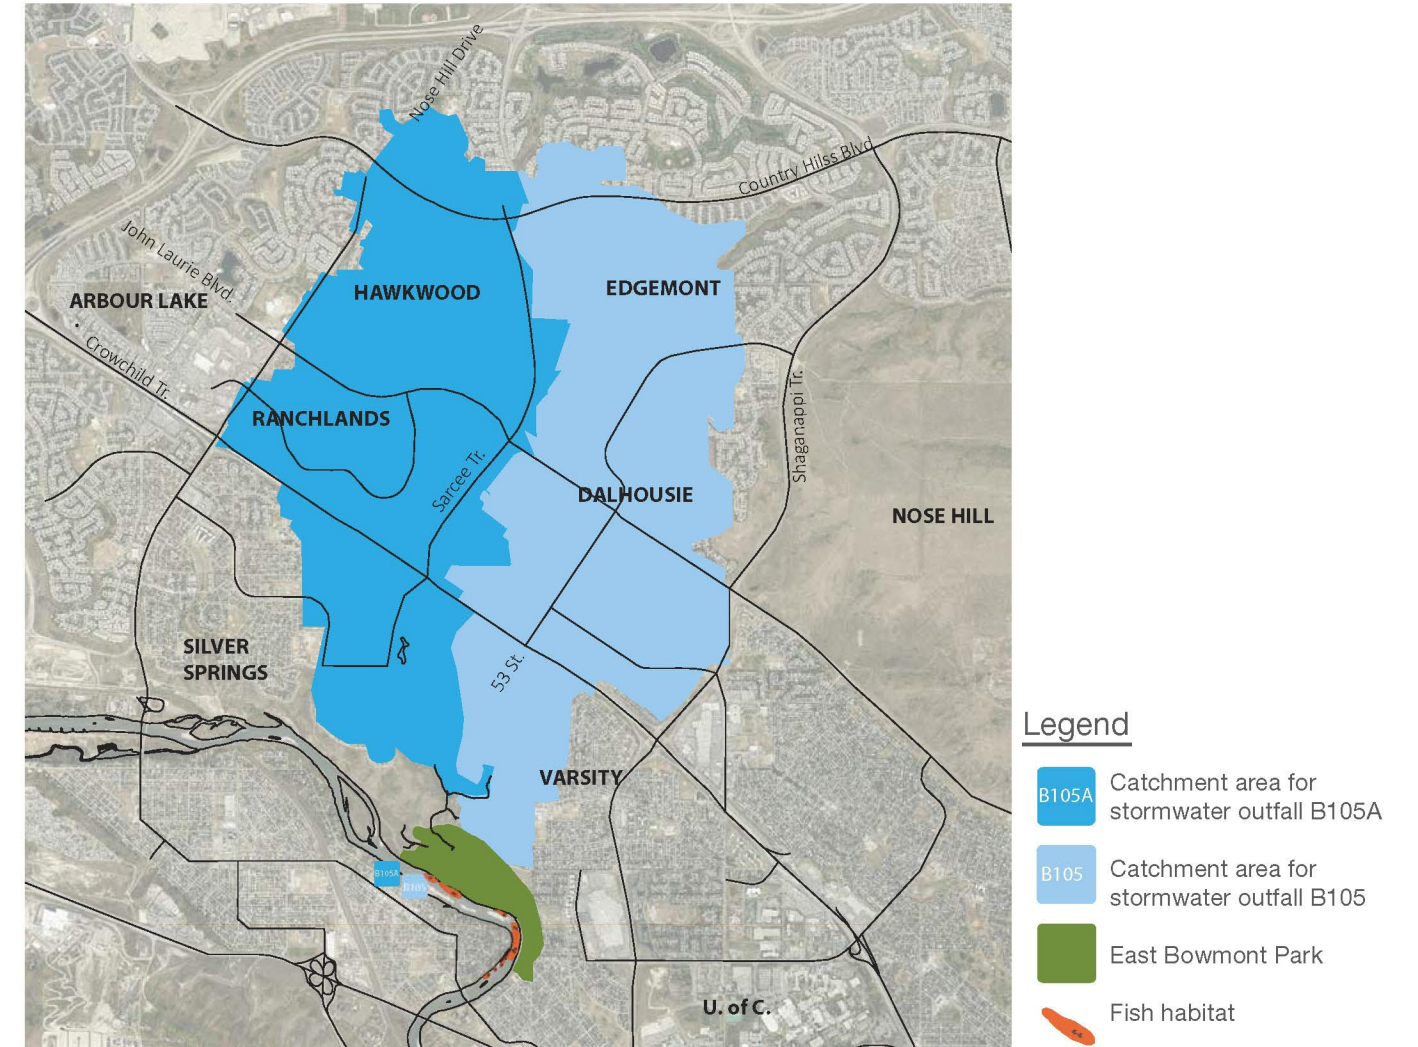 Nose Hill Drive
Country Hilss Blvd.
John Laurie Blvd.
ARBOUR LAKE
HAWKWOOD
EDGEMONT
Crowchild Tr.
RANCHLANDS
Shaganappi Tr.
Sarcee Tr.
DALHOUSIE
NOSE HILL
SILVER
SPRINGS
53 St.
VARSITY
B105A
B105
U. of C.
Legend
B105A
Catchment area for
stormwater outfall B105A
B105
Catchment area for
stormwater outfall B105
East Bowmont Park
Fish habitat